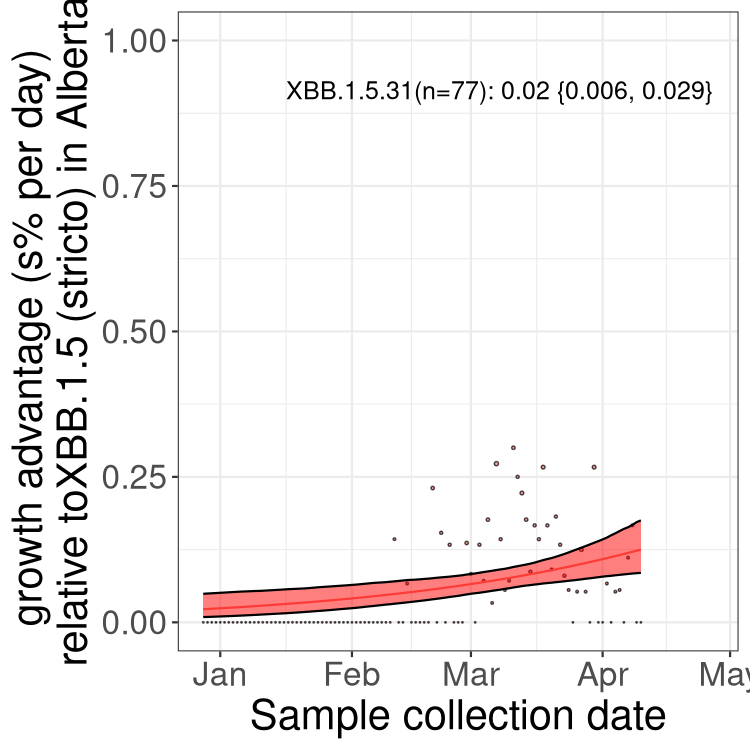 growth advantage (s% per day)
relative toXBB.1.5 (stricto) in Alberta
1.00
0.75
0.50
0.25
0.00
XBB.1.5.31(n=77): 0.02 {0.006, 0.029}
Jan Feb Mar Apr May
Sample collection date